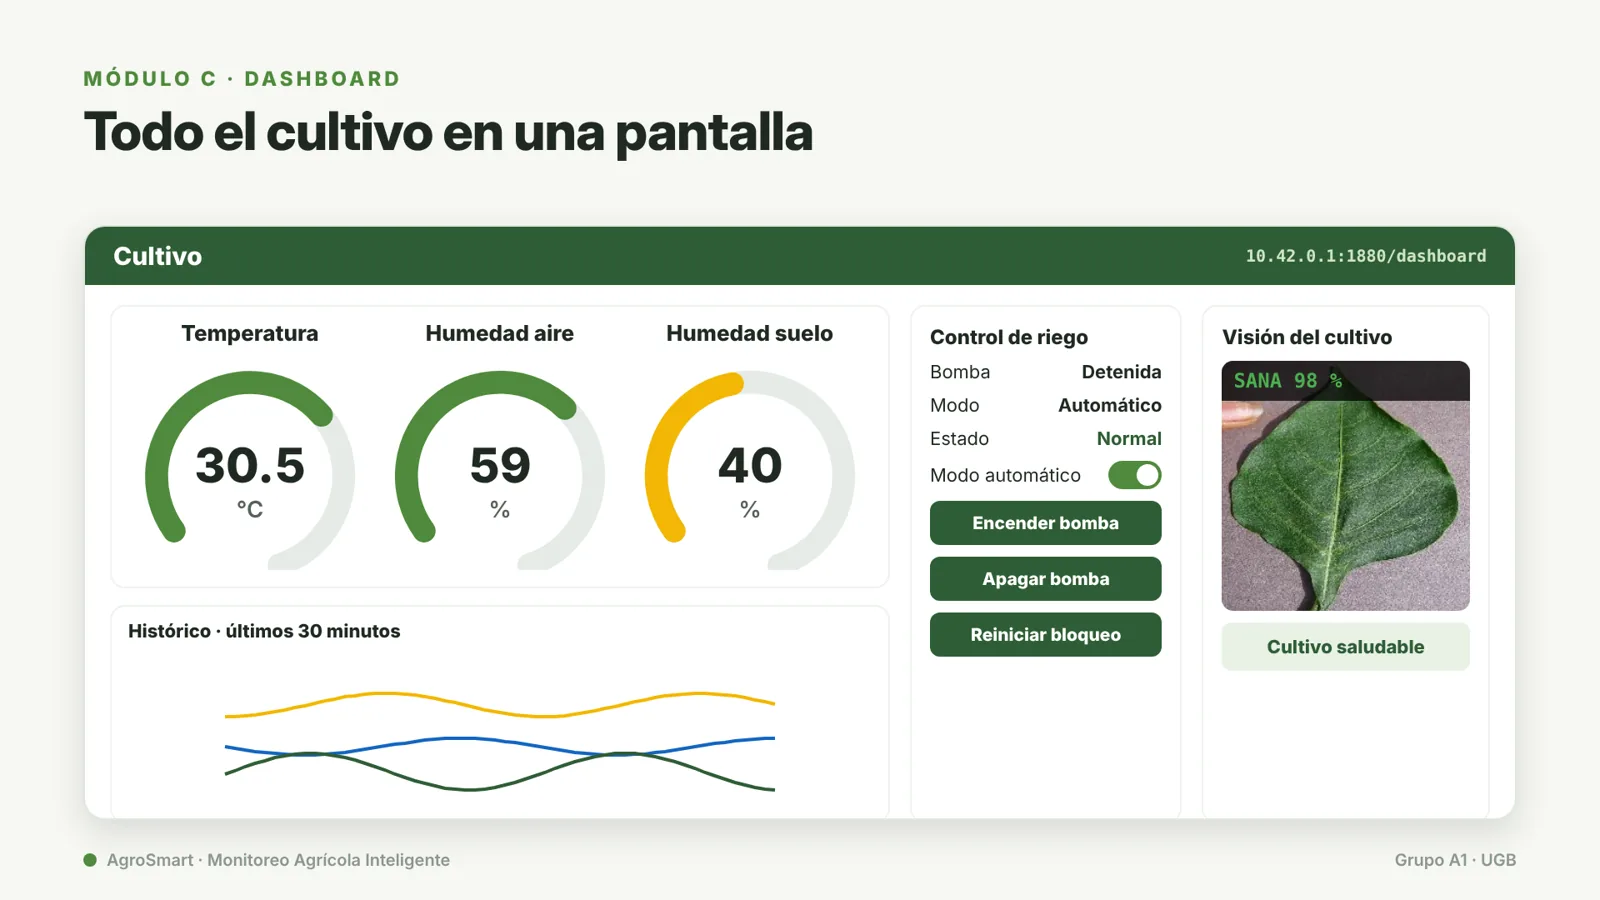 MÓDULO C · DASHBOARD
Todo el cultivo en una pantalla
Cultivo
10.42.0.1:1880/dashboard
Temperatura
30.5
°C
Humedad aire
59
%
Humedad suelo
40
%
Histórico · últimos 30 minutos
Control de riego
Bomba Detenida
Modo Automático
Estado Normal
Modo automático
Encender bomba
Apagar bomba
Reiniciar bloqueo
Visión del cultivo
SANA 98 %
Cultivo saludable
AgroSmart · Monitoreo Agrícola Inteligente
Grupo A1 · UGB